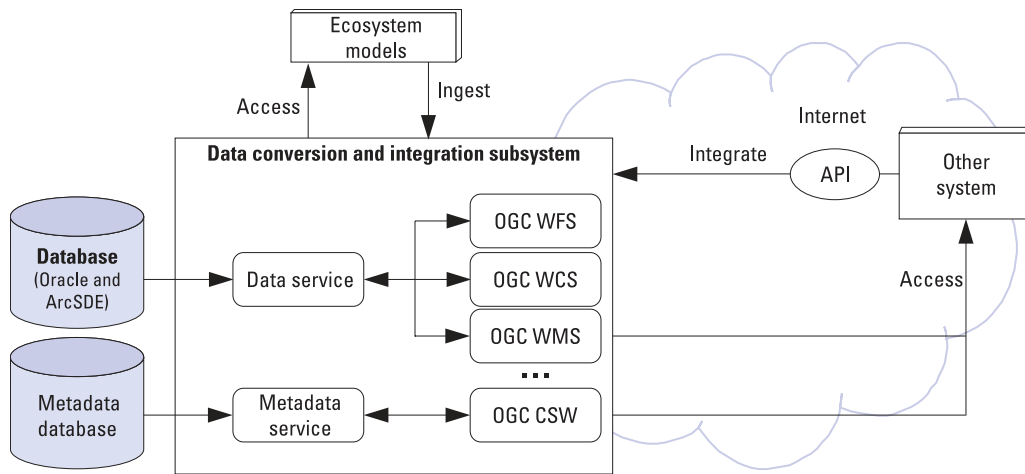 Ecosystem
models
Access
Ingest
Internet
Data conversion and integration subsystem
Integrate
API
Other
system
OGC WFS
Database
(Oracle and
ArcSDE)
Data service
OGC WCS
Access
OGC WMS
...
Metadata
database
Metadata
service
OGC CSW